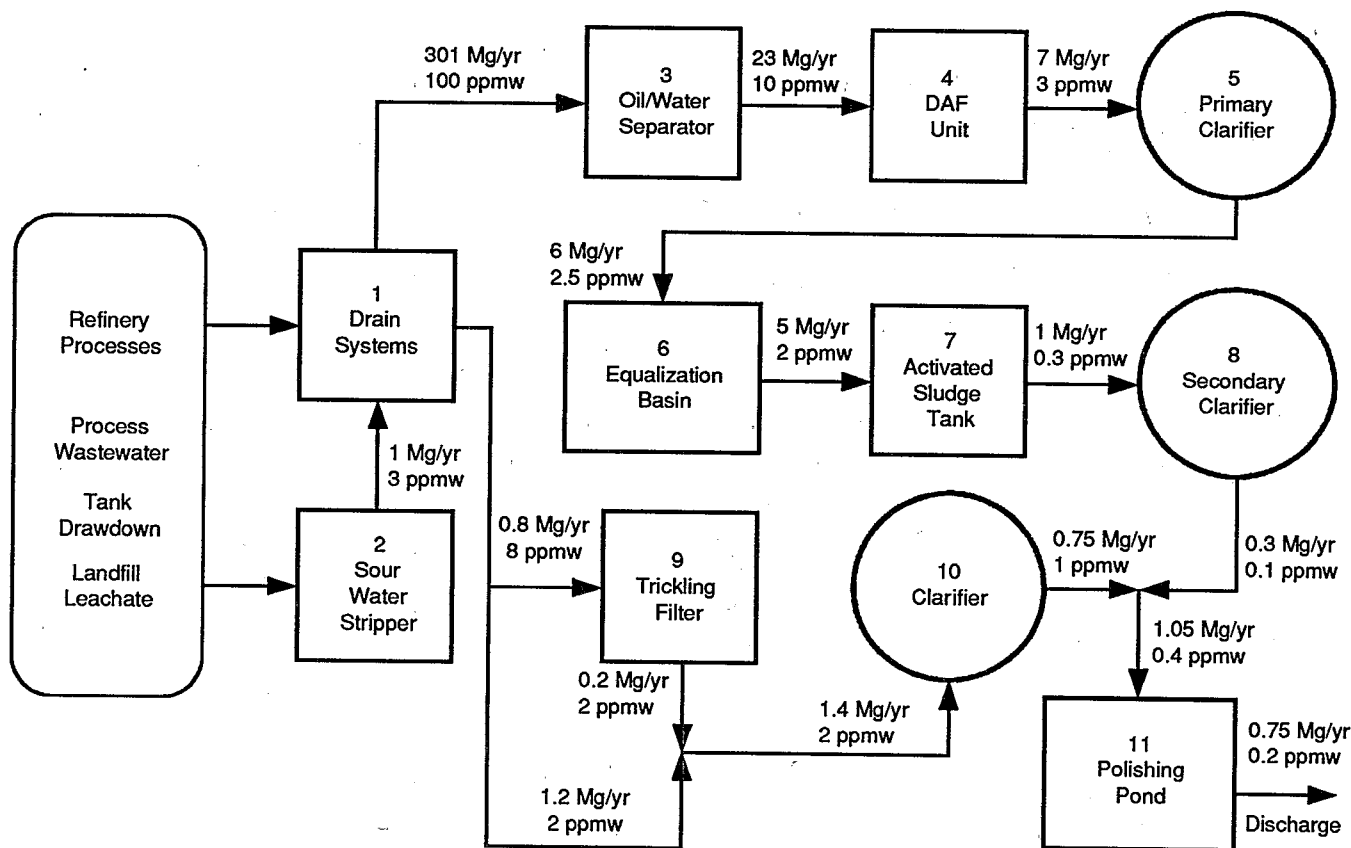 301 Mg/yr
100 ppmw
3
Oil/Water
Separator
23 Mg/yr
10 ppmw
4
DAF
Unit
7 Mg/yr
3 ppmw
5
Primary
Clarifier
Refinery
Processes
Process
Wastewater
Tank
Drawdown
Landfill
Leachate
1
Drain
Systems
1 Mg/yr
3 ppmw
2
Sour
Water
Stripper
6 Mg/yr
2.5 ppmw
6
Equalization
Basin
5 Mg/yr
2 ppmw
7
Activated
Sludge
Tank
1 Mg/yr
0.3 ppmw
8
Secondary
Clarifier
0.8 Mg/yr
8 ppmw
9
Trickling
Filter
0.2 Mg/yr
2 ppmw
1.2 Mg/yr
2 ppmw
1.4 Mg/yr
2 ppmw
10
Clarifier
0.75 Mg/yr
1 ppmw
0.3 Mg/yr
0.1 ppmw
1.05 Mg/yr
0.4 ppmw
11
Polishing
Pond
0.75 Mg/yr
0.2 ppmw
Discharge